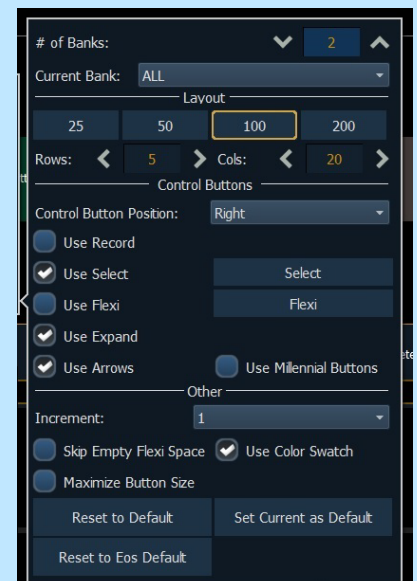 # of Banks: 2
Current Bank: ALL
Layout
25 50 100 200
Rows: 5 Cols: 20
Control Buttons
Control Button Position: Right
Use Record
Use Select Select
Use Flexi Flexi
Use Expand
Use Arrows Use Millennial Buttons
Other
Increment: 1
Skip Empty Flexi Space Use Color Swatch
Maximize Button Size
Reset to Default Set Current as Default
Reset to Eos Default